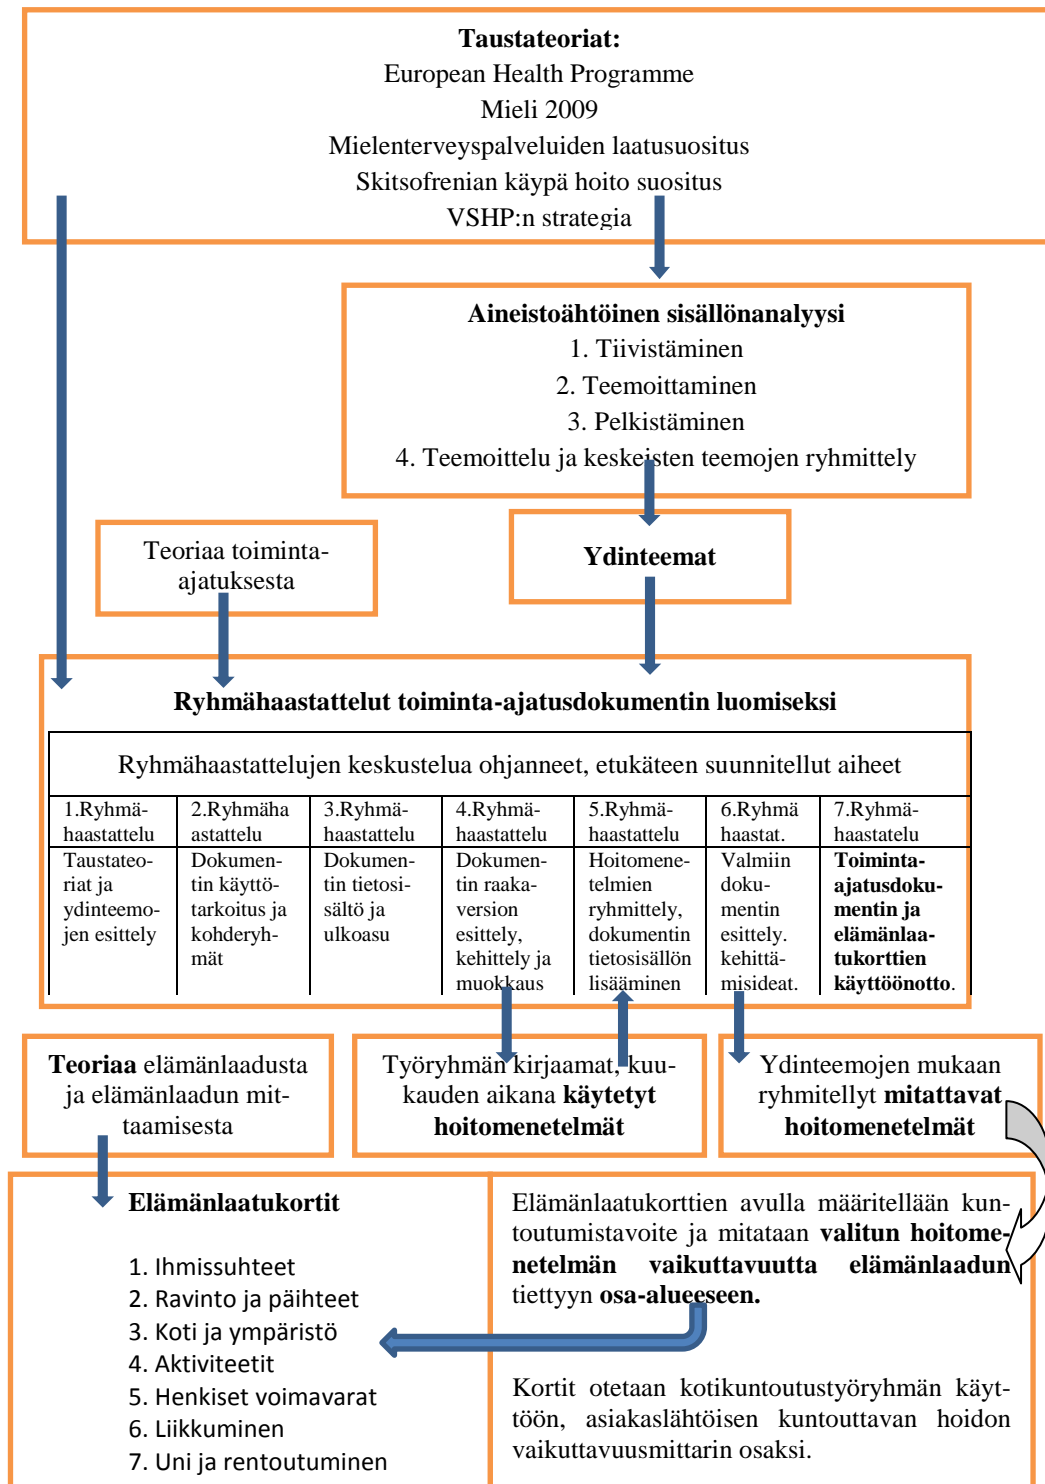 Taustateoriat:
European Health Programme
Mieli 2009
Mielenterveyspalveluiden laatusuositus
Skitsofrenian käypä hoito suositus
VSHP:n strategia
Aineistoähtöinen sisällönanalyysi
1. Tiivistäminen
2. Teemoittaminen
3. Pelkistäminen
4. Teemoittelu ja keskeisten teemojen ryhmittely
Teoriaa toiminta-
ajatuksesta
Ydinteemat
Ryhmähaastattelut toiminta-ajatusdokumentin luomiseksi
Ryhmähaastattelujen keskustelua ohjanneet, etukäteen suunnitellut aiheet
1.Ryhmä-
haastattelu
2.Ryhmäha
astattelu
3.Ryhmä-
haastattelu
4.Ryhmä-
haastattelu
5.Ryhmä-
haastattelu
6.Ryhmä
haastat.
7.Ryhmä-
haastatelu
Taustateo-
riat ja
ydinteemo-
jen esittely
Dokumen-
tin käyttö-
tarkoitus ja
kohderyh-
mät
Dokumen-
tin tietosi-
sältö ja
ulkoasu
Dokumen-
tin raaka-
version
esittely,
kehittely ja
muokkaus
Hoitomene-
telmien
ryhmittely,
dokumentin
tietosisällön
lisääminen
Valmiin
doku-
mentin
esittely.
kehittä-
misideat.
Toiminta-
ajatusdoku-
mentin ja
elämänlaa-
tukorttien
käyttöönotto.
Teoriaa elämänlaadusta
ja elämänlaadun mit-
taamisesta
Työryhmän kirjaamat, kuu-
kauden aikana käytetyt
hoitomenetelmät
Ydinteemojen mukaan
ryhmitellyt mitattavat
hoitomenetelmät
Elämänlaatukortit
1. Ihmissuhteet
2. Ravinto ja päihteet
3. Koti ja ympäristö
4. Aktiviteetit
5. Henkiset voimavarat
6. Liikkuminen
7. Uni ja rentoutuminen
Elämänlaatukorttien avulla määritellään kun-
toutumistavoite ja mitataan valitun hoitome-
netelmän vaikuttavuutta elämänlaadun
tiettyyn osa-alueeseen.
Kortit otetaan kotikuntoutustyöryhmän käyt-
töön, asiakaslähtöisen kuntouttavan hoidon
vaikuttavuusmittarin osaksi.